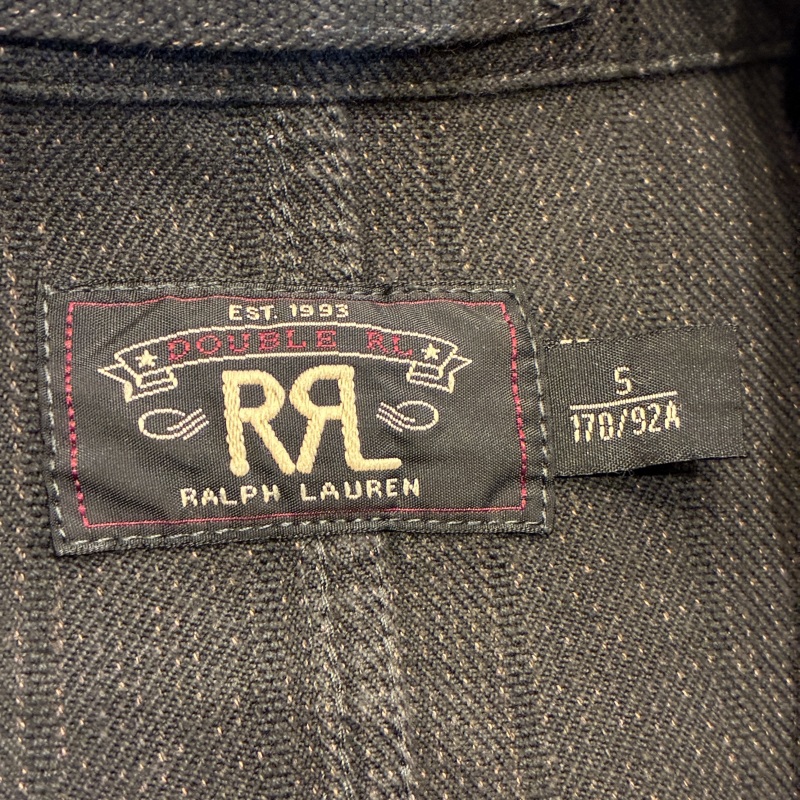 EST. 1993
DOUBLE RL
RRL
RALPH LAUREN
S
170/92A